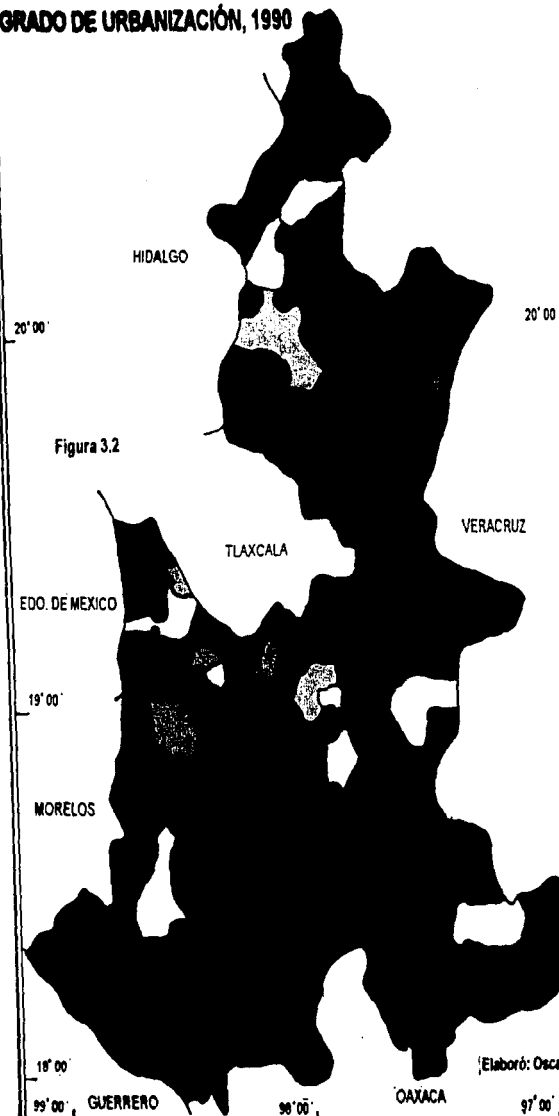 GRADO DE URBANIZACIÓN, 1990
HIDALGO
20° 00'
20° 00
Figura 3.2
VERACRUZ
TLAXCALA
EDO. DE MEXICO
19° 00'
MORELOS
18° 00'
Elaboró: Osca
99° 00'
GUERRERO
98° 00'
OAXACA
97° 00'